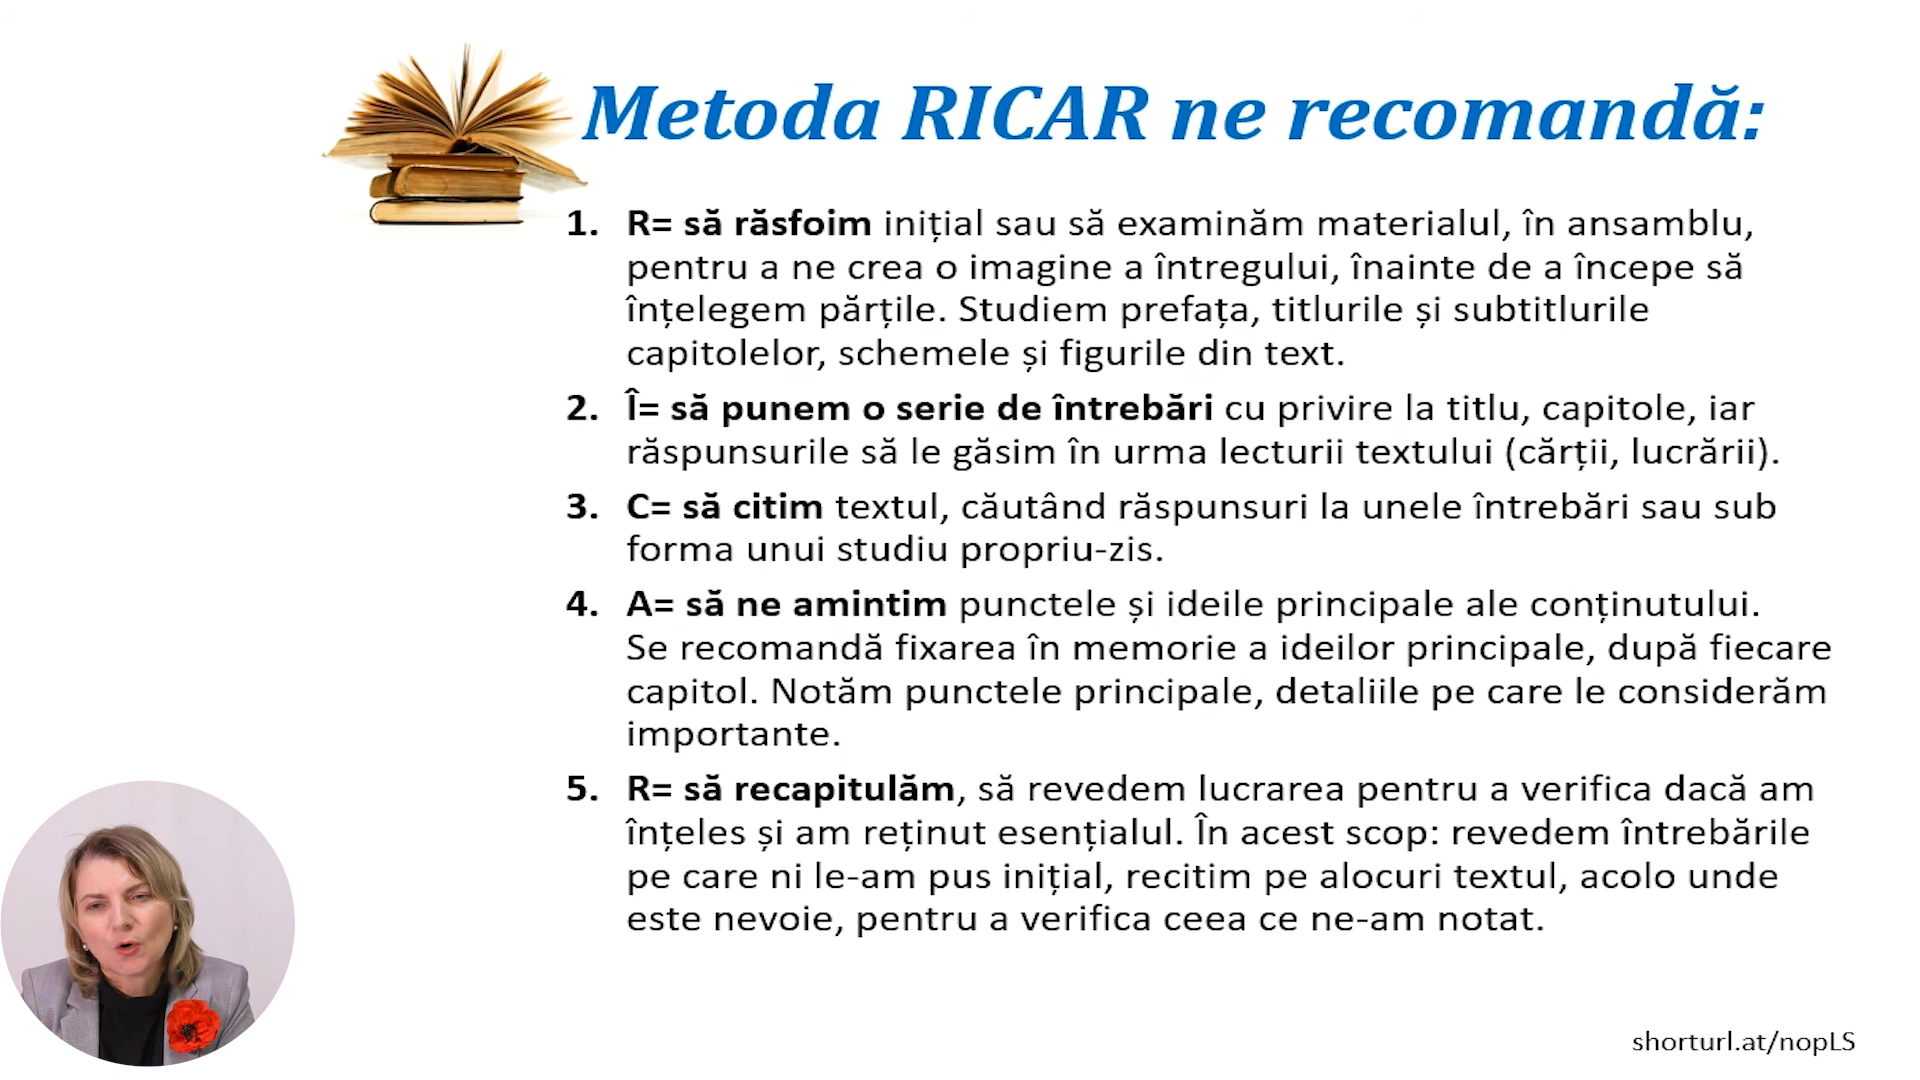 Metoda RICAR ne recomandă:
1. R= să răsfoim inițial sau să examinăm materialul, în ansamblu,
pentru a ne crea o imagine a întregului, înainte de a începe să
înțelegem părțile. Studiem prefața, titlurile și subtitlurile
capitolelor, schemele și figurile din text.
2. Î= să punem o serie de întrebări cu privire la titlu, capitole, iar
răspunsurile să le găsim în urma lecturii textului (cărții, lucrării).
3. C= să citim textul, căutând răspunsuri la unele întrebări sau sub
forma unui studiu propriu-zis.
4. A= să ne amintim punctele și ideile principale ale conținutului.
Se recomandă fixarea în memorie a ideilor principale, după fiecare
capitol. Notăm punctele principale, detaliile pe care le considerăm
importante.
5. R= să recapitulăm, să revedem lucrarea pentru a verifica dacă am
înțeles și am reținut esențialul. În acest scop: revedem întrebările
pe care ni le-am pus inițial, recitim pe alocuri textul, acolo unde
este nevoie, pentru a verifica ceea ce ne-am notat.
shorturl.at/nopLS